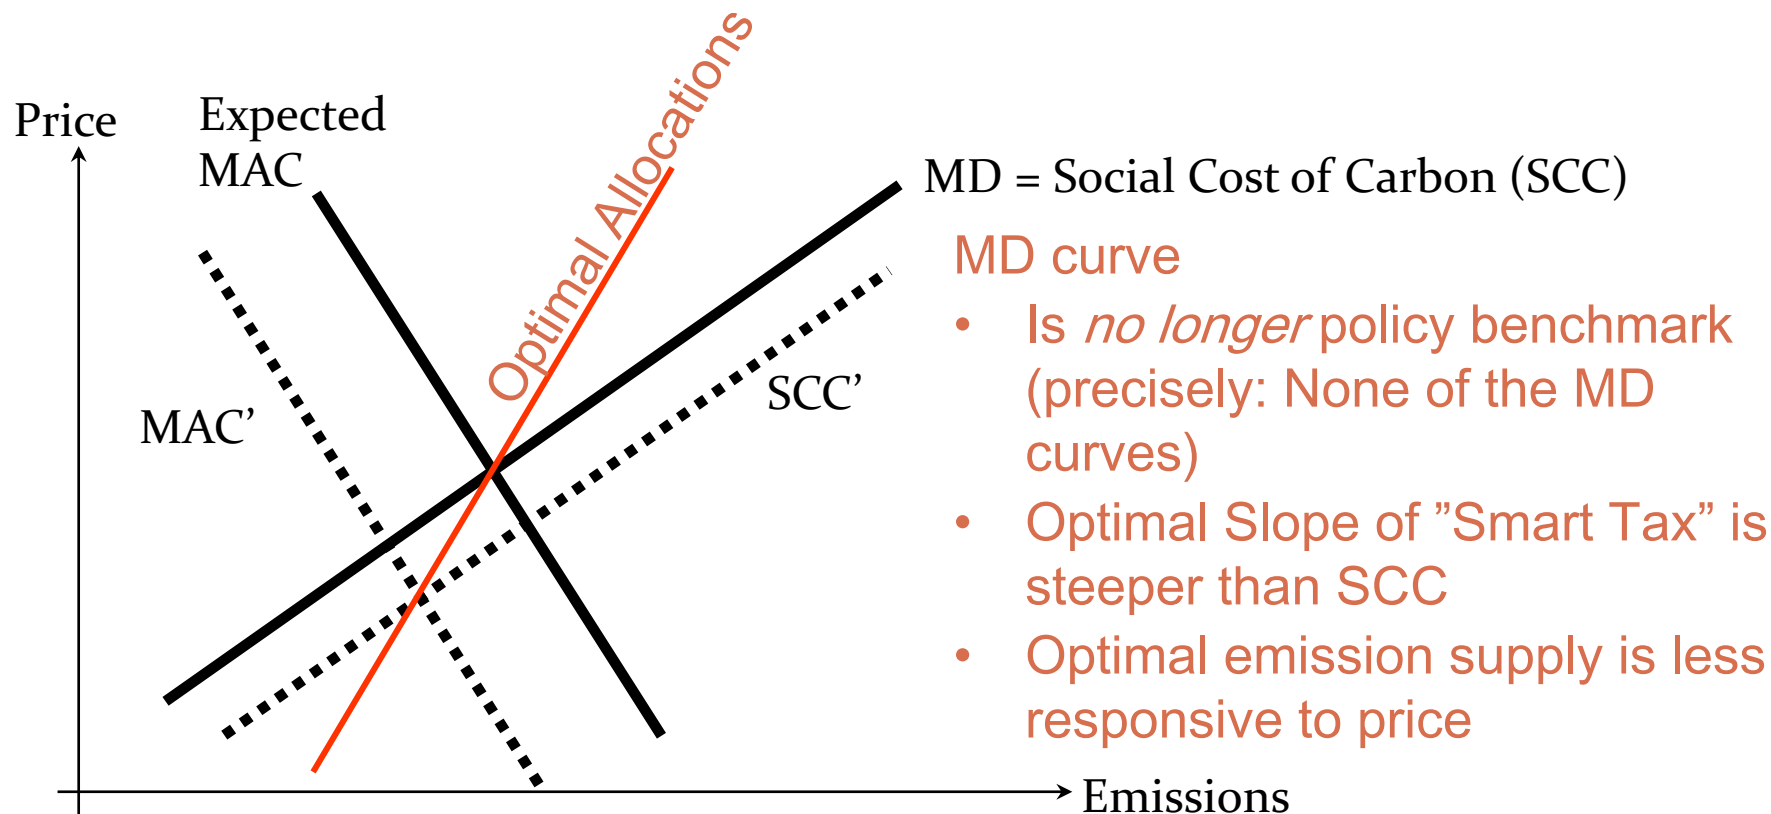 Price
Expected
MAC
Optimal Allocations
MD = Social Cost of Carbon (SCC)
MD curve
• Is no longer policy benchmark
(precisely: None of the MD
curves)
• Optimal Slope of ”Smart Tax” is
steeper than SCC
• Optimal emission supply is less
responsive to price
SCC’
MAC’
Emissions